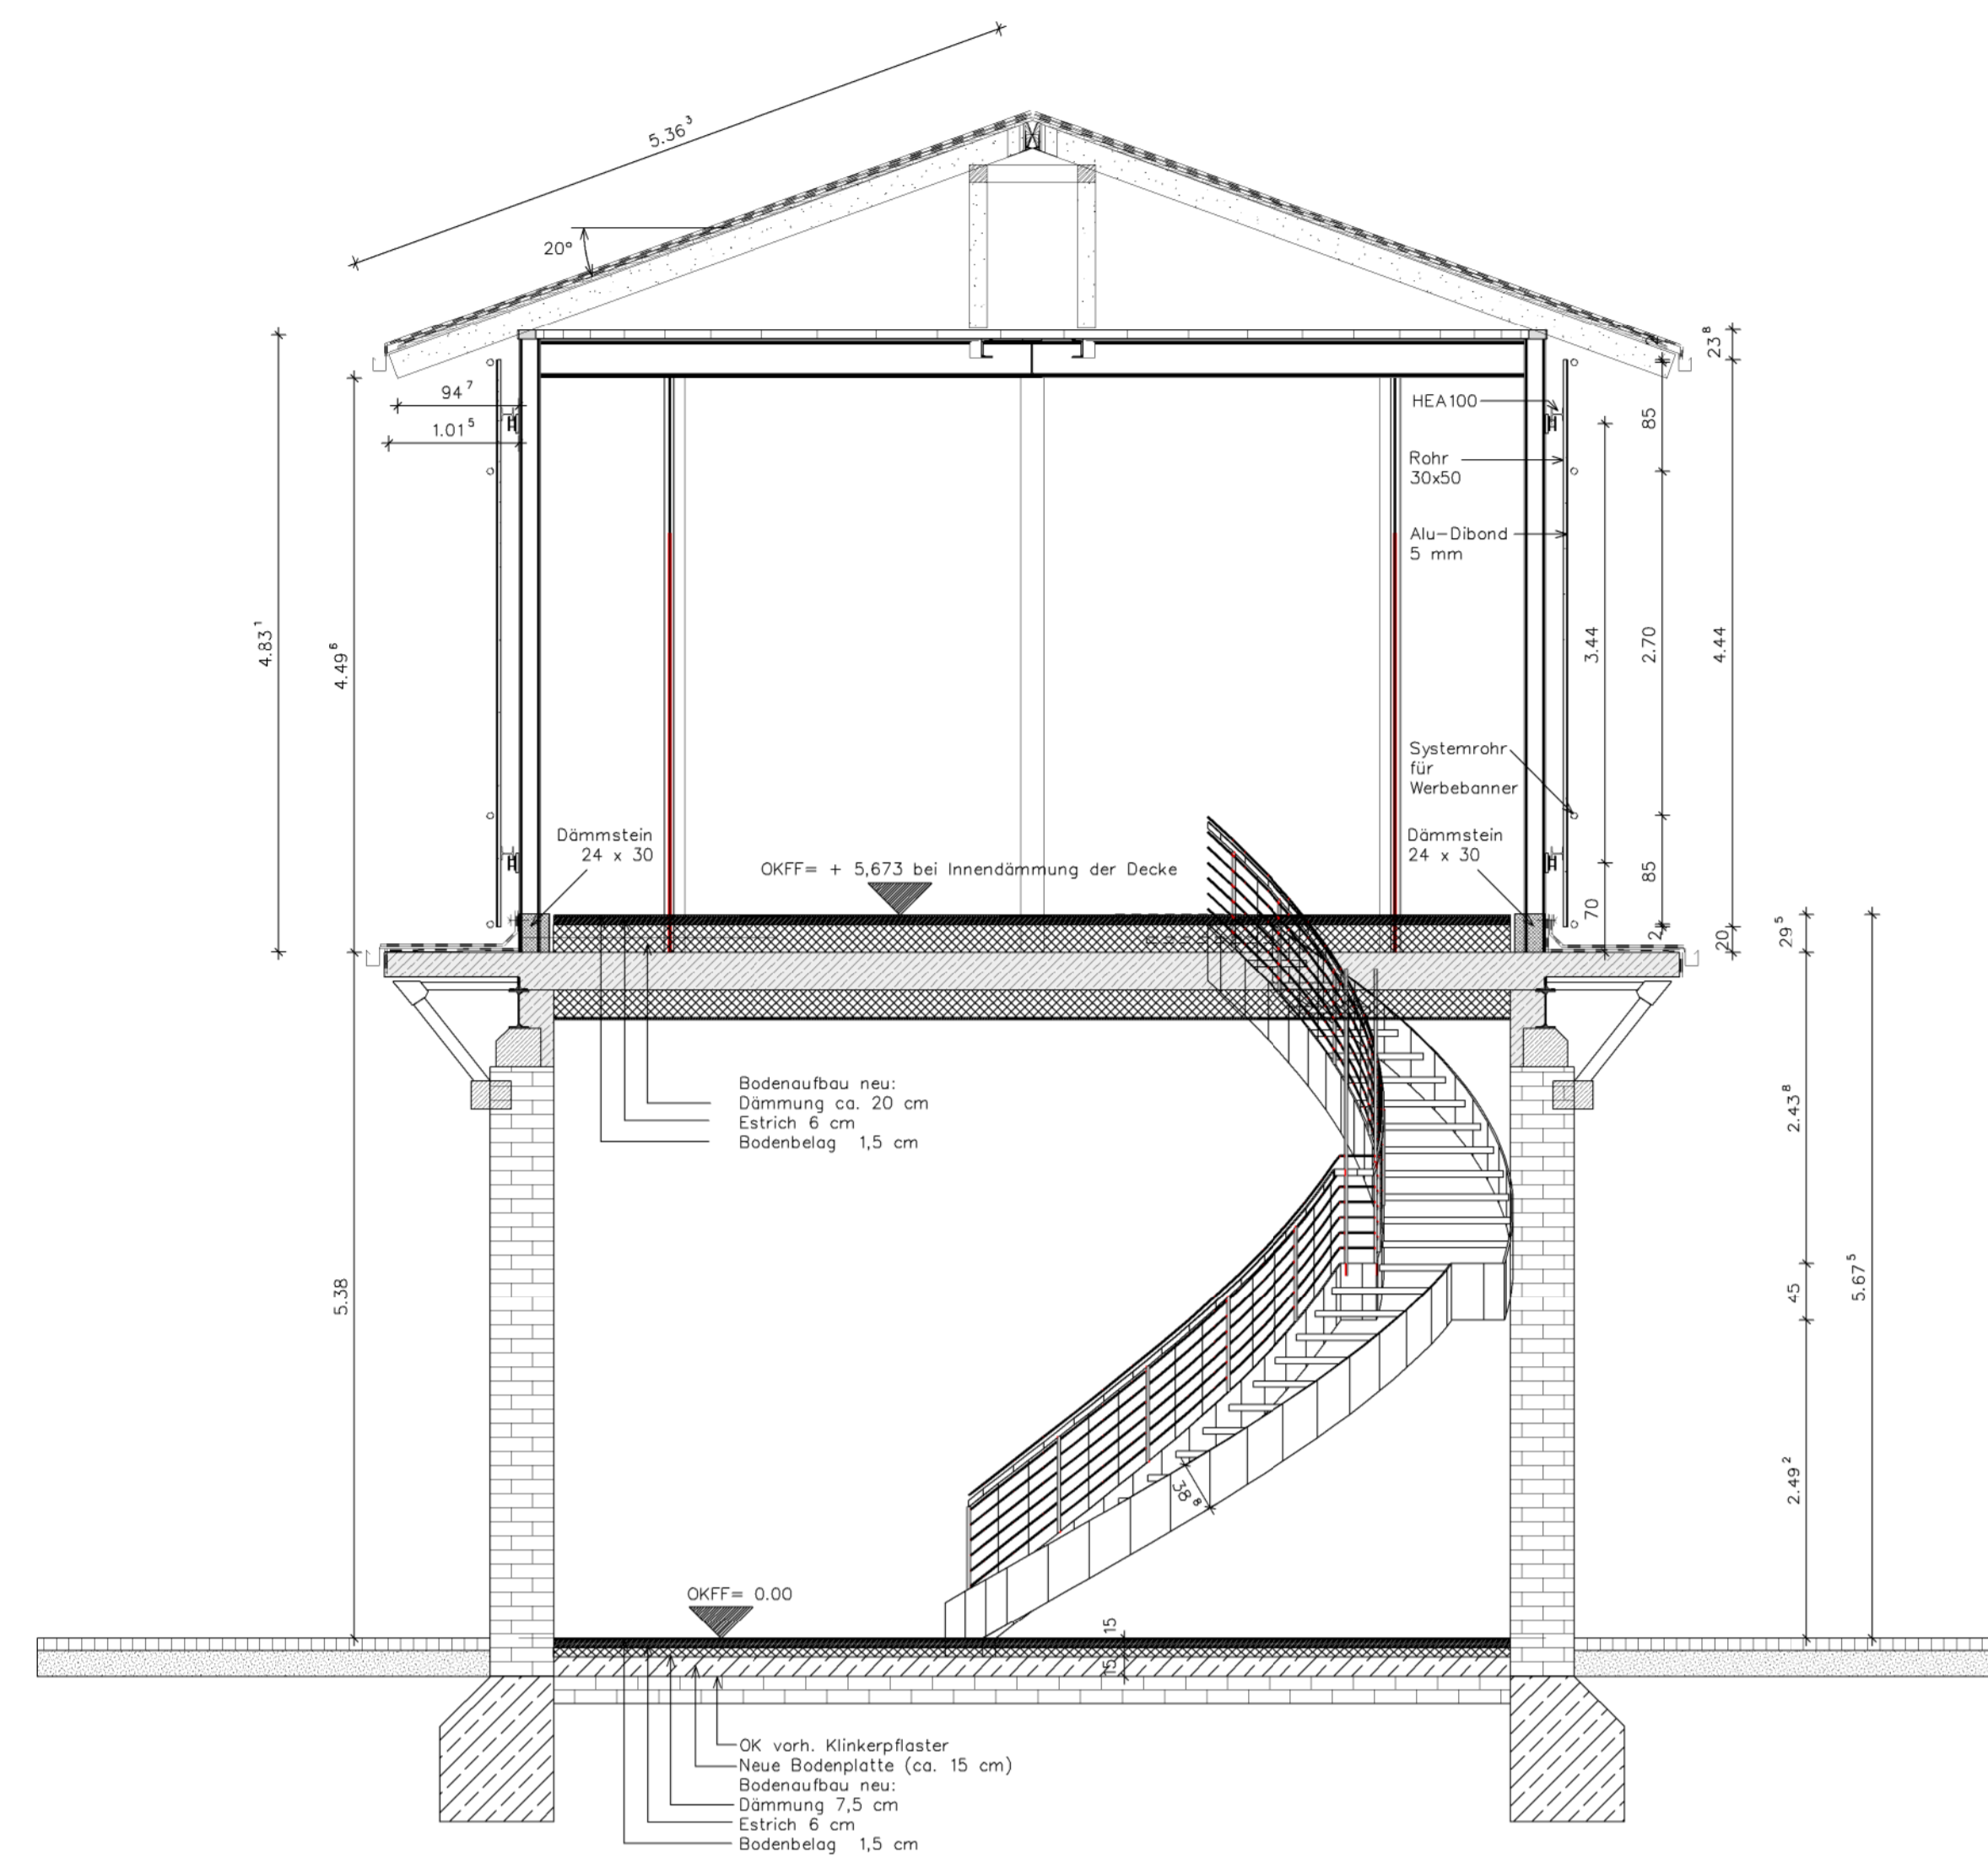 5.36³
20°
23⁸
94⁷
1.01⁵
HEA100
85
Rohr
30x50
Alu-Dibond
5 mm
4.83¹
4.49⁶
3.44
2.70
4.44
Systemrohr
für
Werbebanner
Dämmstein
24 x 30
Dämmstein
24 x 30
OKFF= + 5,673 bei Innendämmung der Decke
85
70
20
29⁵
Bodenaufbau neu:
Dämmung ca. 20 cm
Estrich 6 cm
Bodenbelag 1,5 cm
2.43⁸
5.38
45
5.67⁵
2.49²
38⁸
OKFF= 0.00
15
15
OK vorh. Klinkerpflaster
Neue Bodenplatte (ca. 15 cm)
Bodenaufbau neu:
Dämmung 7,5 cm
Estrich 6 cm
Bodenbelag 1,5 cm